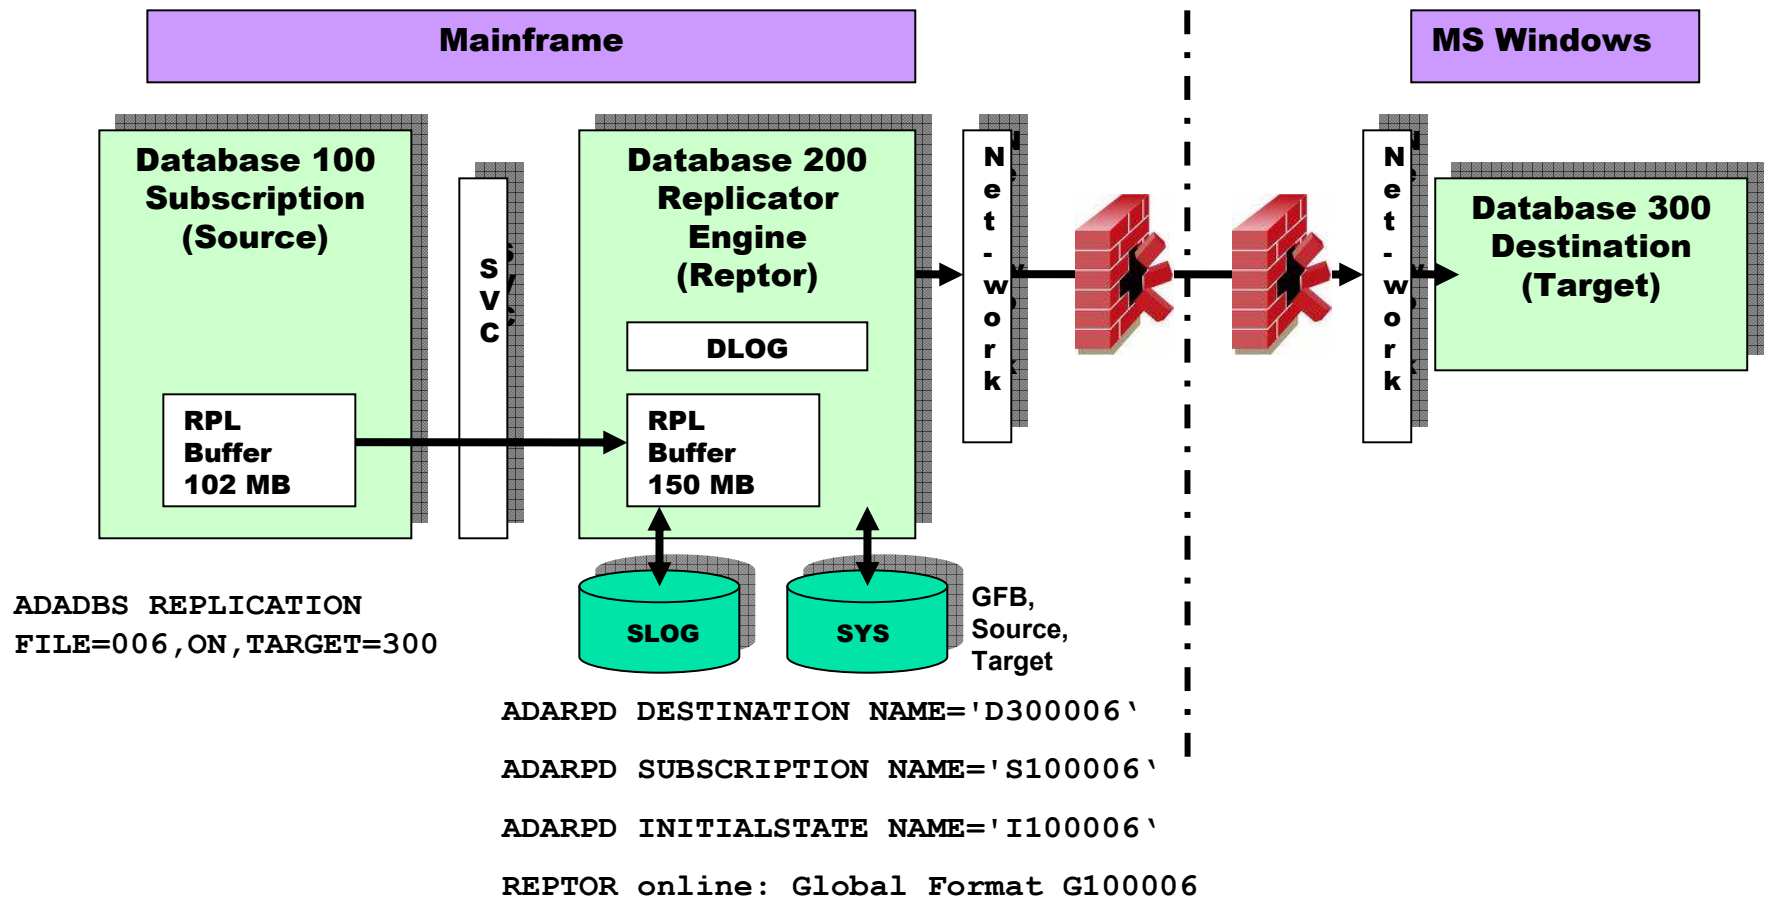 Mainframe
MS Windows
Database 100
Subscription
(Source)
RPL
Buffer
102 MB
S
V
C
Database 200
Replicator
Engine
(Reptor)
DLOG
RPL
Buffer
150 MB
N
e
t
-
w
o
r
k
N
e
t
-
w
o
r
k
Database 300
Destination
(Target)
SLOG
SYS
GFB,
Source,
Target
ADADBS REPLICATION
FILE=006,ON,TARGET=300
ADARPD DESTINATION NAME='D300006‘
ADARPD SUBSCRIPTION NAME='S100006‘
ADARPD INITIALSTATE NAME='I100006‘
REPTOR online: Global Format G100006